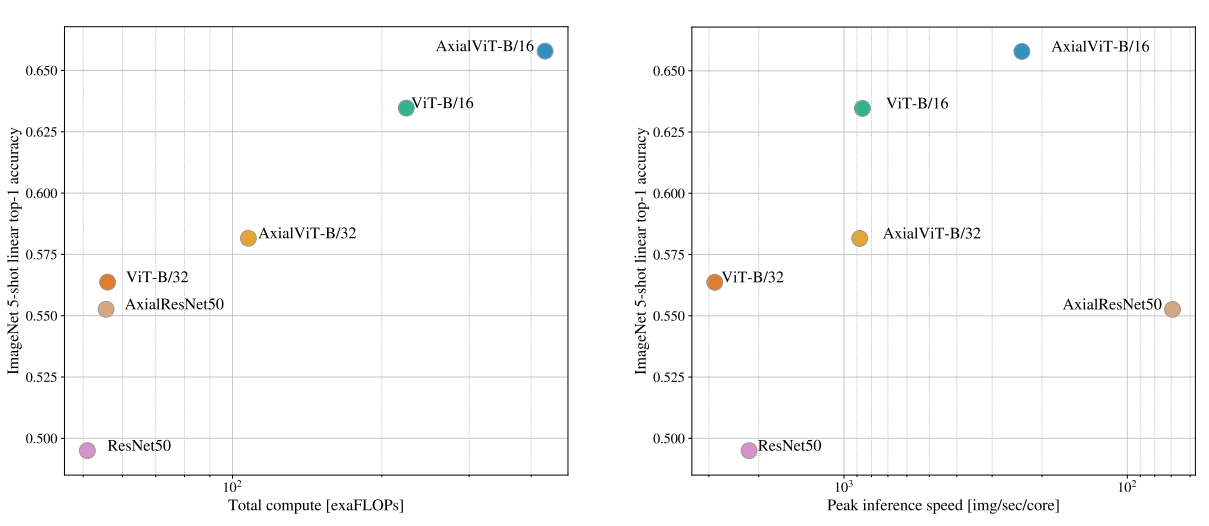 AxialViT-B/16
ViT-B/16
AxialViT-B/32
ViT-B/32
AxialResNet50
ResNet50
0.650
0.625
0.600
0.575
0.550
0.525
0.500
ImageNet 5-shot linear top-1 accuracy
10²
Total compute [exaFLOPs]
AxialViT-B/16
ViT-B/16
AxialViT-B/32
ViT-B/32
AxialResNet50
ResNet50
0.650
0.625
0.600
0.575
0.550
0.525
0.500
ImageNet 5-shot linear top-1 accuracy
10³
10²
Peak inference speed [img/sec/core]